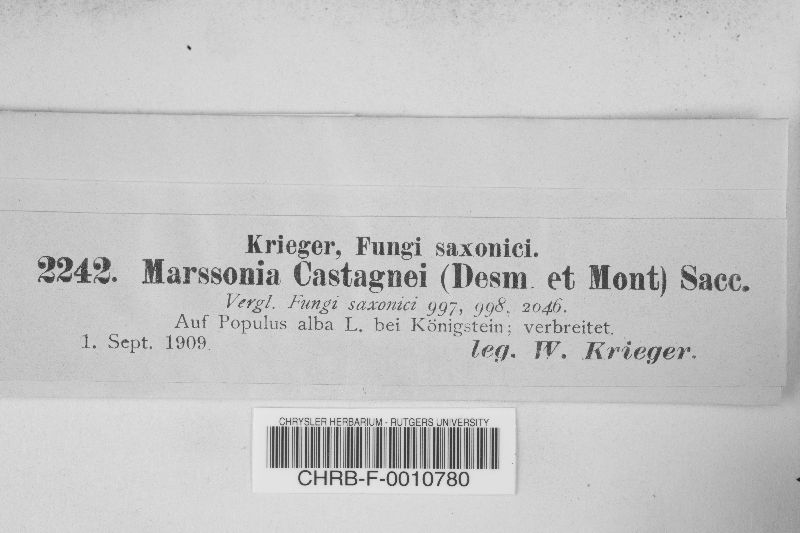 Krieger, Fungi saxonici.
2242. Marssonia Castagnei (Desm. et Mont) Sacc.
Vergl. Fungi saxonici 997, 998, 2046.
Auf Populus alba L. bei Königstein; verbreitet.
1. Sept. 1909. leg. W. Krieger.
CHRYSLER HERBARIUM - RUTGERS UNIVERSITY
CHRB-F-0010780